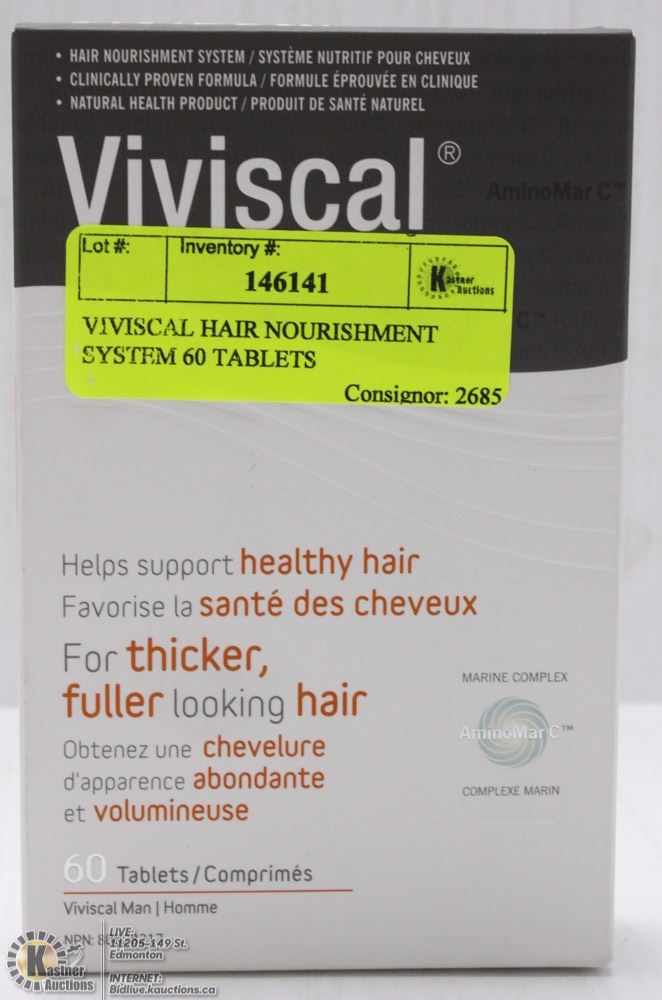 • HAIR NOURISHMENT SYSTEM / SYSTÈME NUTRITIF POUR CHEVEUX
• CLINICALLY PROVEN FORMULA / FORMULE ÉPROUVÉE EN CLINIQUE
• NATURAL HEALTH PRODUCT / PRODUIT DE SANTÉ NATUREL
Viviscal®
AminoMar C™
Lot #: Inventory #:
146141
Kastner Auctions
VIVISCAL HAIR NOURISHMENT
SYSTEM 60 TABLETS
Consignor: 2685
Helps support healthy hair
Favorise la santé des cheveux
For thicker,
fuller looking hair
Obtenez une chevelure
d'apparence abondante
et volumineuse
MARINE COMPLEX
AminoMar C™
COMPLEXE MARIN
60 Tablets/Comprimés
Viviscal Man | Homme
NPN:
Kastner Auctions
LIVE:
11205-149 St.
Edmonton
INTERNET:
Bidlive.kauctions.ca